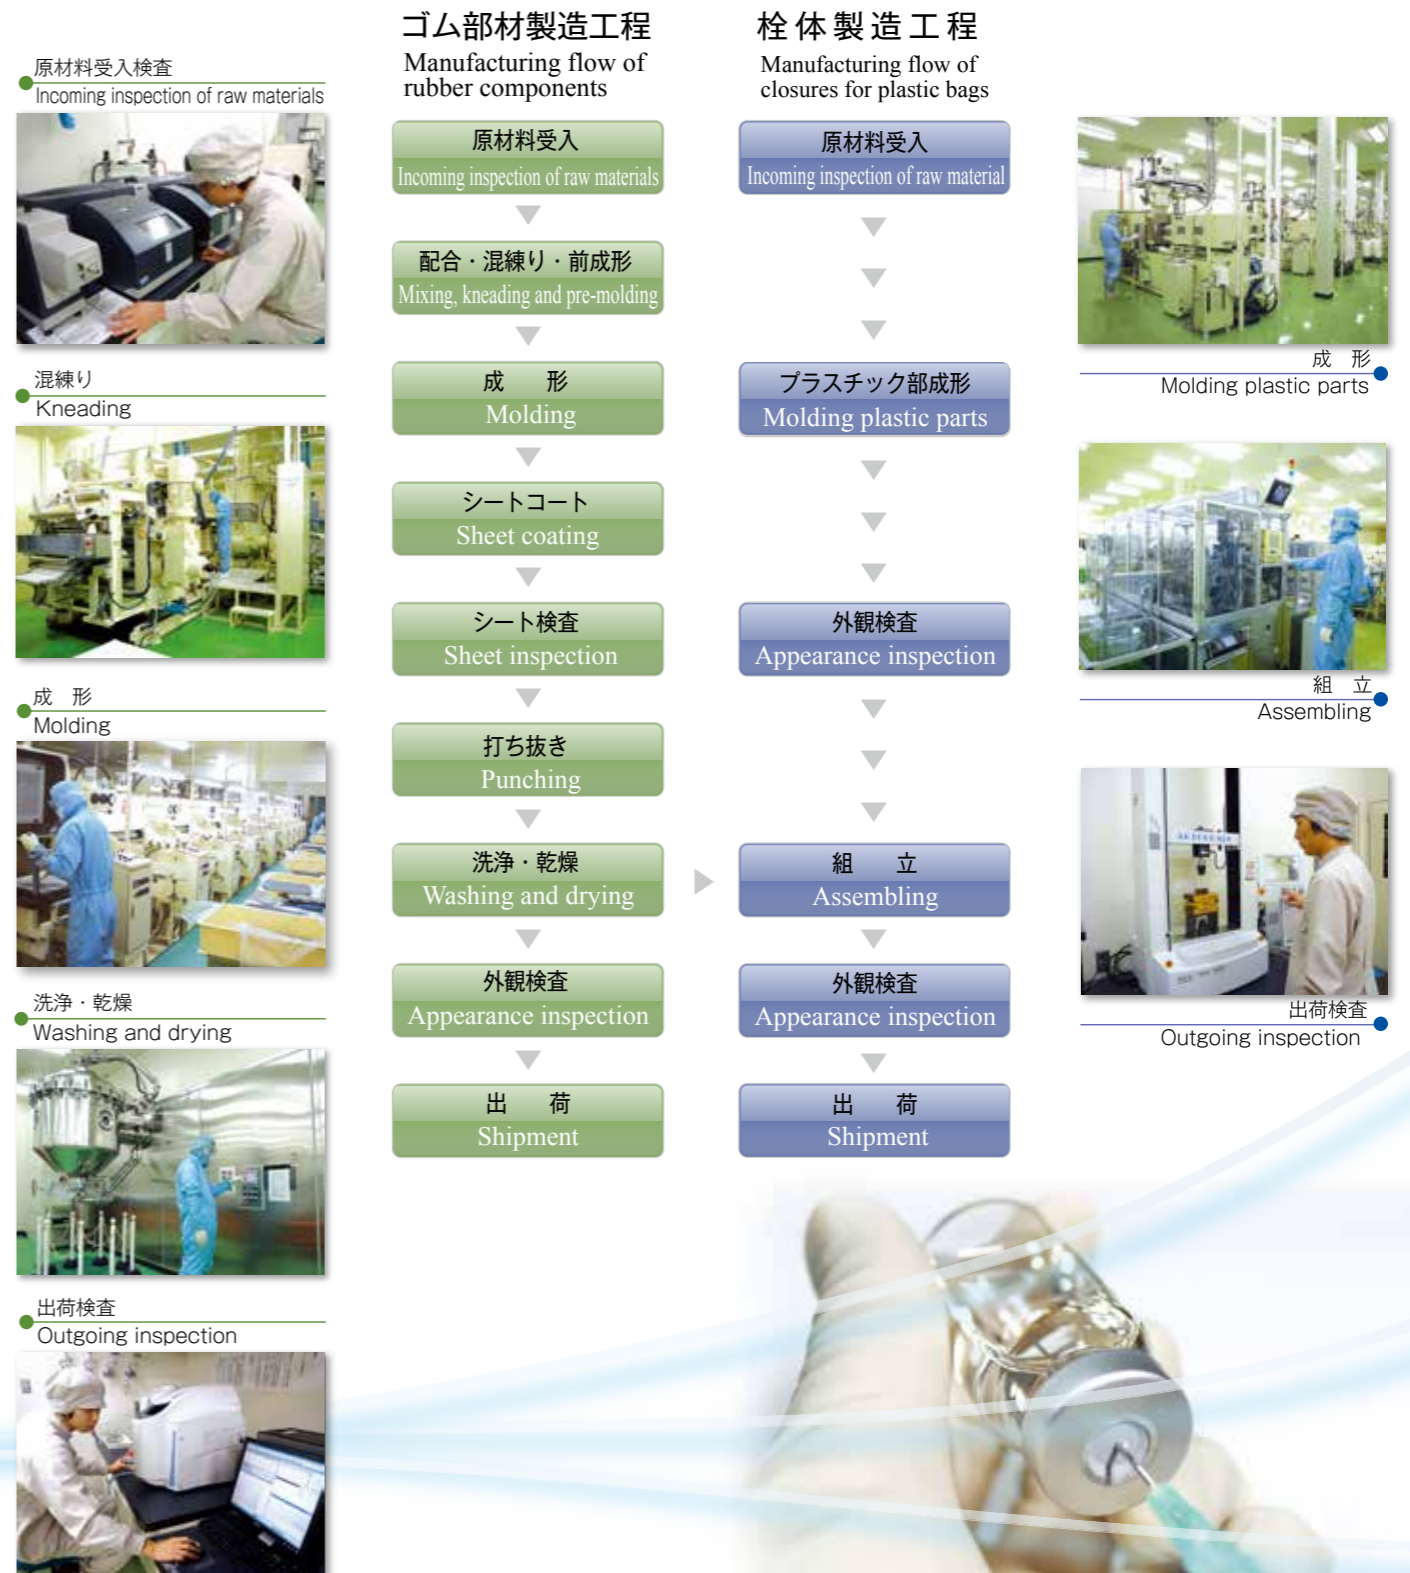 ゴム部材製造工程
Manufacturing flow of
rubber components
栓体製造工程
Manufacturing flow of
closures for plastic bags
原材料受入検査
Incoming inspection of raw materials
混練り
Kneading
成　形
Molding
洗浄・乾燥
Washing and drying
出荷検査
Outgoing inspection
原材料受入
Incoming inspection of raw materials
配合・混練り・前成形
Mixing, kneading and pre-molding
成　形
Molding
シートコート
Sheet coating
シート検査
Sheet inspection
打ち抜き
Punching
洗浄・乾燥
Washing and drying
外観検査
Appearance inspection
出　荷
Shipment
原材料受入
Incoming inspection of raw material
プラスチック部成形
Molding plastic parts
外観検査
Appearance inspection
組　立
Assembling
外観検査
Appearance inspection
出　荷
Shipment
成　形
Molding plastic parts
組　立
Assembling
出荷検査
Outgoing inspection